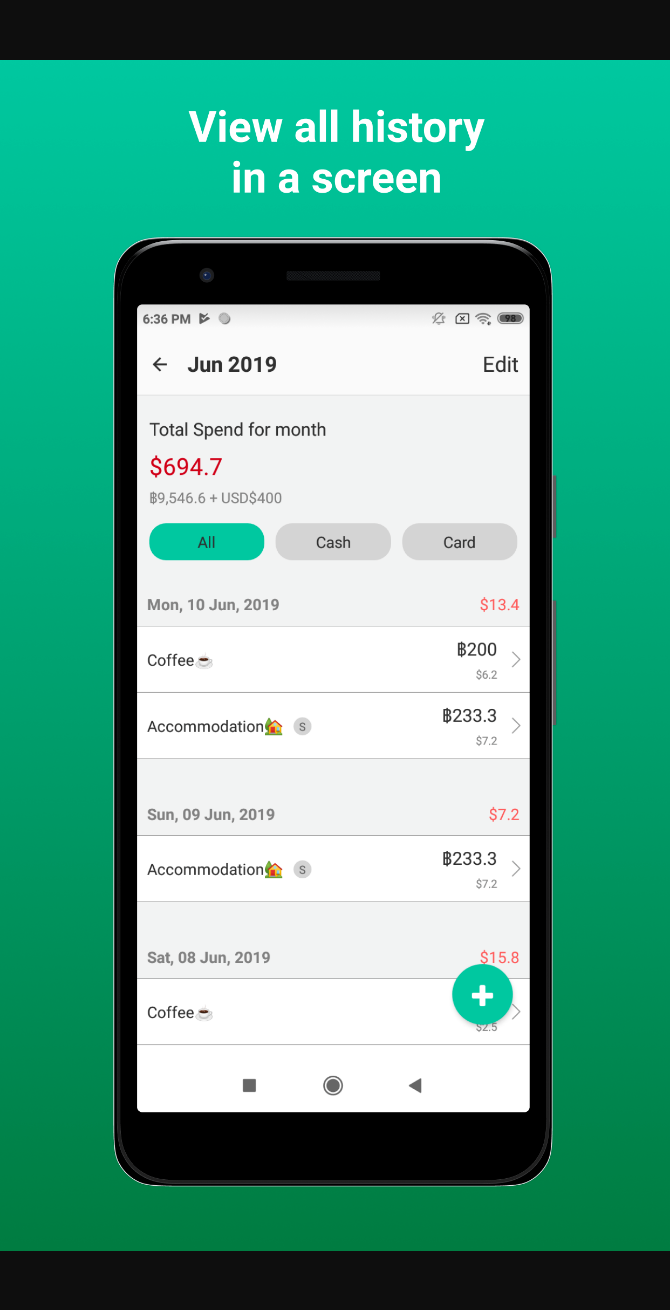 View all history
in a screen
6:36 PM
98
Jun 2019
Edit
Total Spend for month
$694.7
฿9,546.6 + USD$400
All
Cash
Card
Mon, 10 Jun, 2019
$13.4
Coffee☕
฿200
$6.2
Accommodation🏡 S
฿233.3
$7.2
Sun, 09 Jun, 2019
$7.2
Accommodation🏡 S
฿233.3
$7.2
Sat, 08 Jun, 2019
$15.8
Coffee☕
$2.5